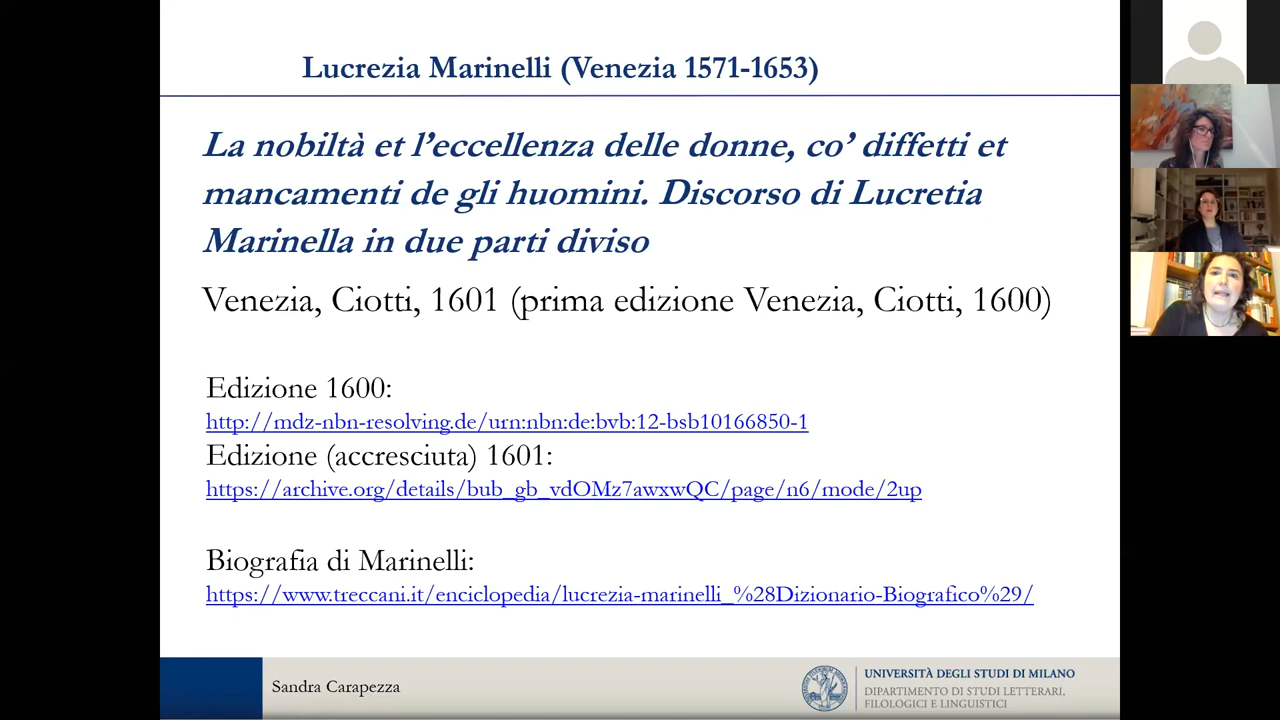 Lucrezia Marinelli (Venezia 1571-1653)
La nobiltà et l’eccellenza delle donne, co’ diffetti et
mancamenti de gli huomini. Discorso di Lucretia
Marinella in due parti diviso
Venezia, Ciotti, 1601 (prima edizione Venezia, Ciotti, 1600)
Edizione 1600:
http://mdz-nbn-resolving.de/urn:nbn:de:bvb:12-bsb10166850-1
Edizione (accresciuta) 1601:
https://archive.org/details/bub_gb_vdOMz7awxwQC/page/n6/mode/2up
Biografia di Marinelli:
https://www.treccani.it/enciclopedia/lucrezia-marinelli_%28Dizionario-Biografico%29/
Sandra Carapezza
UNIVERSITÀ DEGLI STUDI DI MILANO
DIPARTIMENTO DI STUDI LETTERARI,
FILOLOGICI E LINGUISTICI